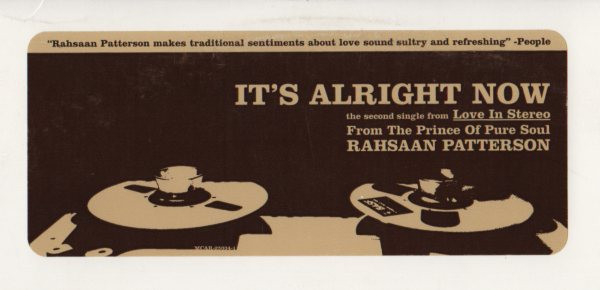 "Rahsaan Patterson makes traditional sentiments about love sound sultry and refreshing" -People
IT'S ALRIGHT NOW
the second single from Love In Stereo
From The Prince Of Pure Soul
RAHSAAN PATTERSON
BASF